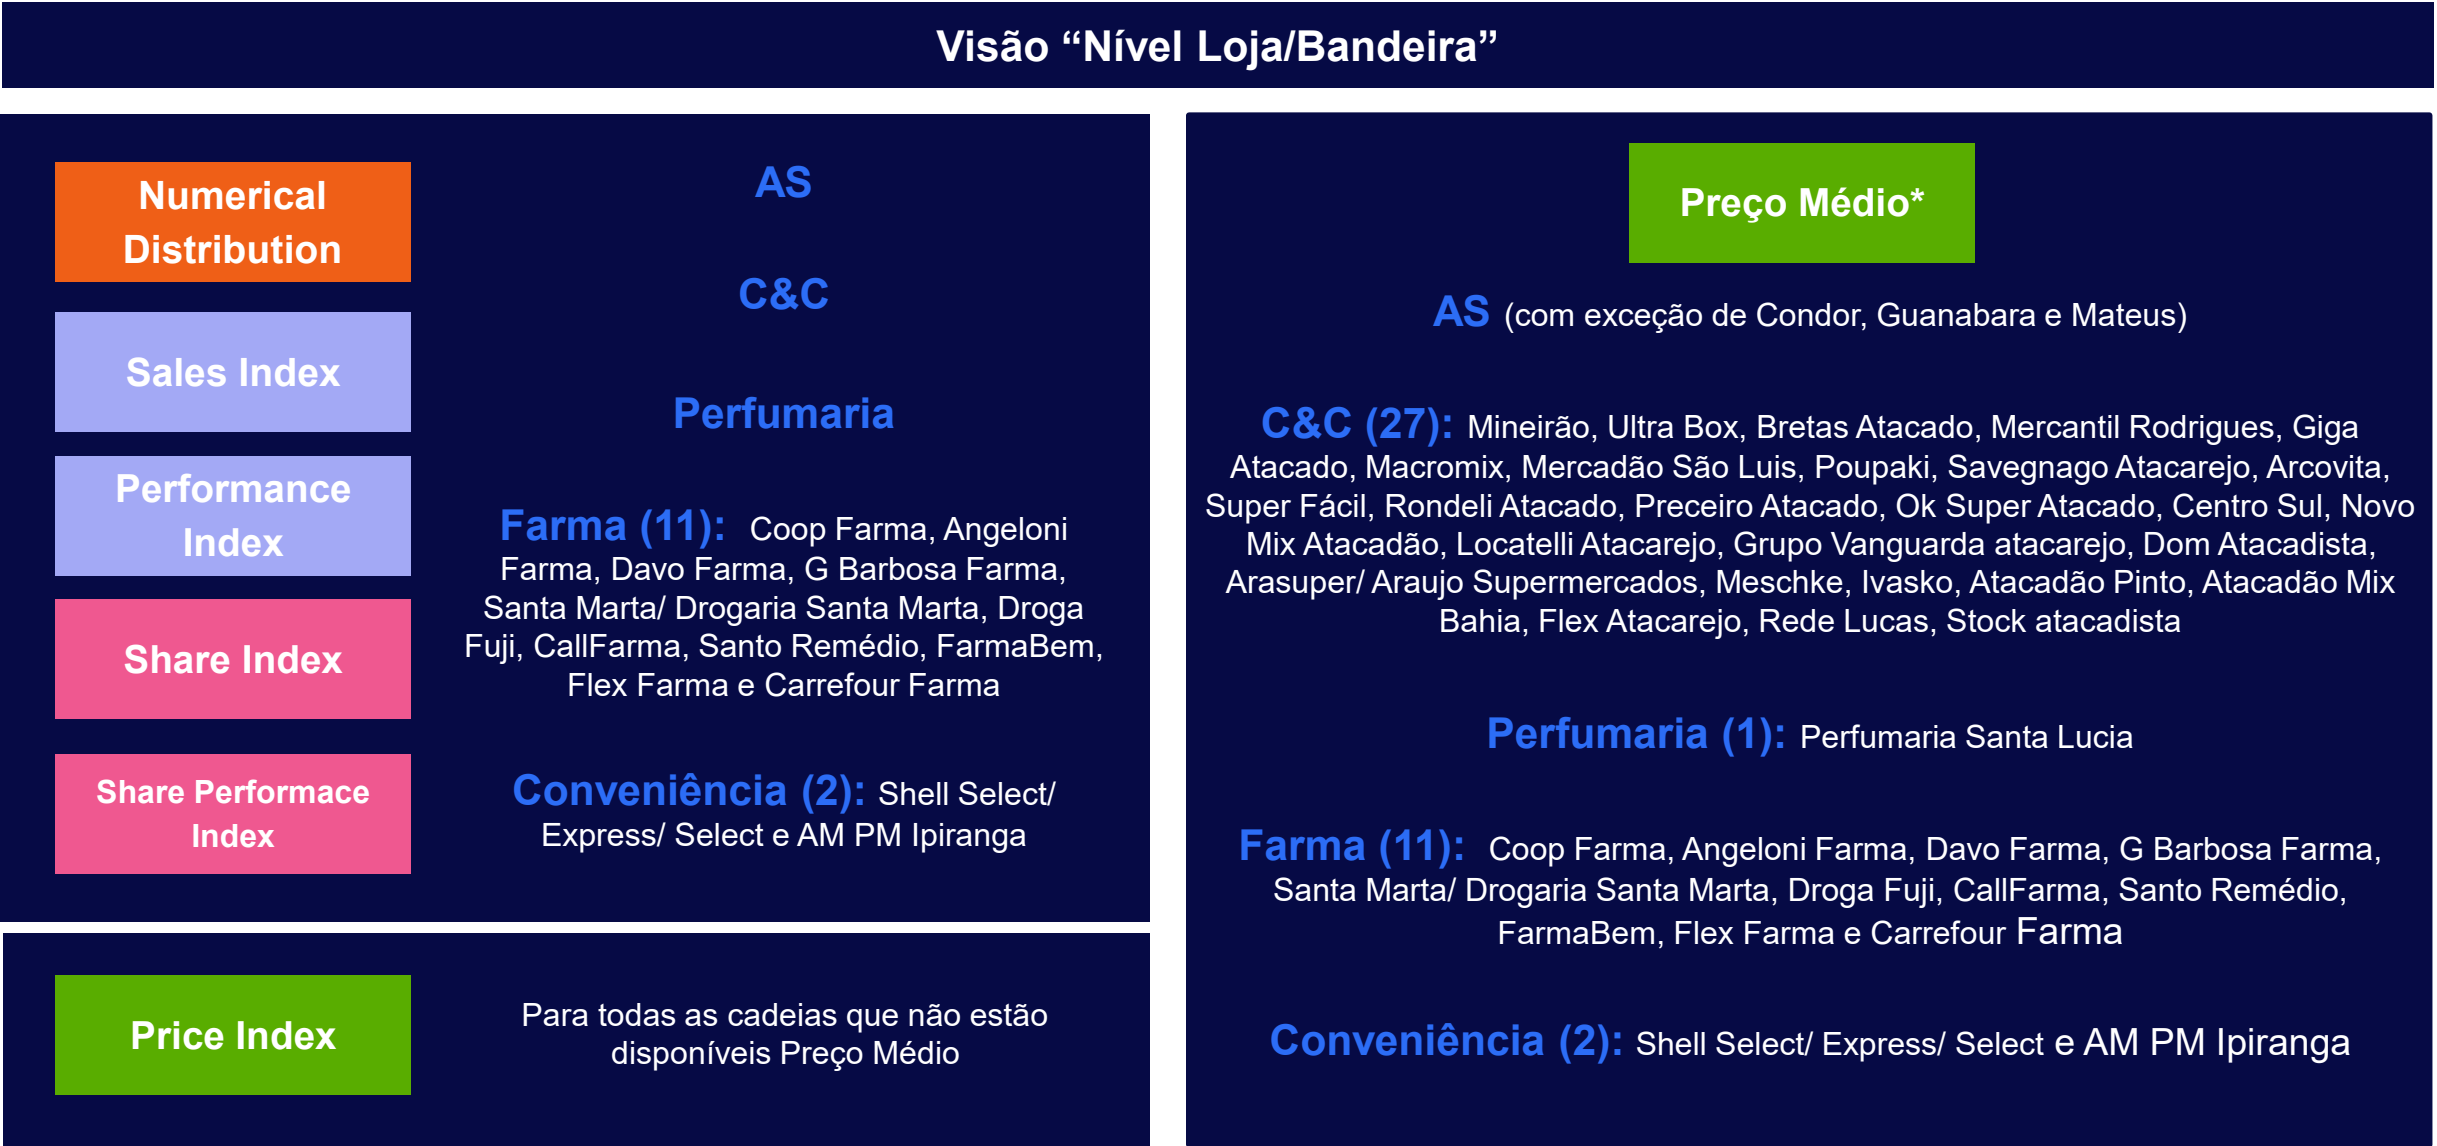 Visão “Nível Loja/Bandeira”
Numerical
Distribution
Sales Index
Performance
Index
Share Index
Share Performace
Index
AS
C&C
Perfumaria
Farma (11): Coop Farma, Angeloni
Farma, Davo Farma, G Barbosa Farma,
Santa Marta/ Drogaria Santa Marta, Droga
Fuji, CallFarma, Santo Remédio, FarmaBem,
Flex Farma e Carrefour Farma
Conveniência (2): Shell Select/
Express/ Select e AM PM Ipiranga
Price Index
Para todas as cadeias que não estão
disponíveis Preço Médio
Preço Médio*
AS (com exceção de Condor, Guanabara e Mateus)
C&C (27): Mineirão, Ultra Box, Bretas Atacado, Mercantil Rodrigues, Giga
Atacado, Macromix, Mercadão São Luis, Poupaki, Savegnago Atacarejo, Arcovita,
Super Fácil, Rondeli Atacado, Preceiro Atacado, Ok Super Atacado, Centro Sul, Novo
Mix Atacadão, Locatelli Atacarejo, Grupo Vanguarda atacarejo, Dom Atacadista,
Arasuper/ Araujo Supermercados, Meschke, Ivasko, Atacadão Pinto, Atacadão Mix
Bahia, Flex Atacarejo, Rede Lucas, Stock atacadista
Perfumaria (1): Perfumaria Santa Lucia
Farma (11): Coop Farma, Angeloni Farma, Davo Farma, G Barbosa Farma,
Santa Marta/ Drogaria Santa Marta, Droga Fuji, CallFarma, Santo Remédio,
FarmaBem, Flex Farma e Carrefour Farma
Conveniência (2): Shell Select/ Express/ Select e AM PM Ipiranga